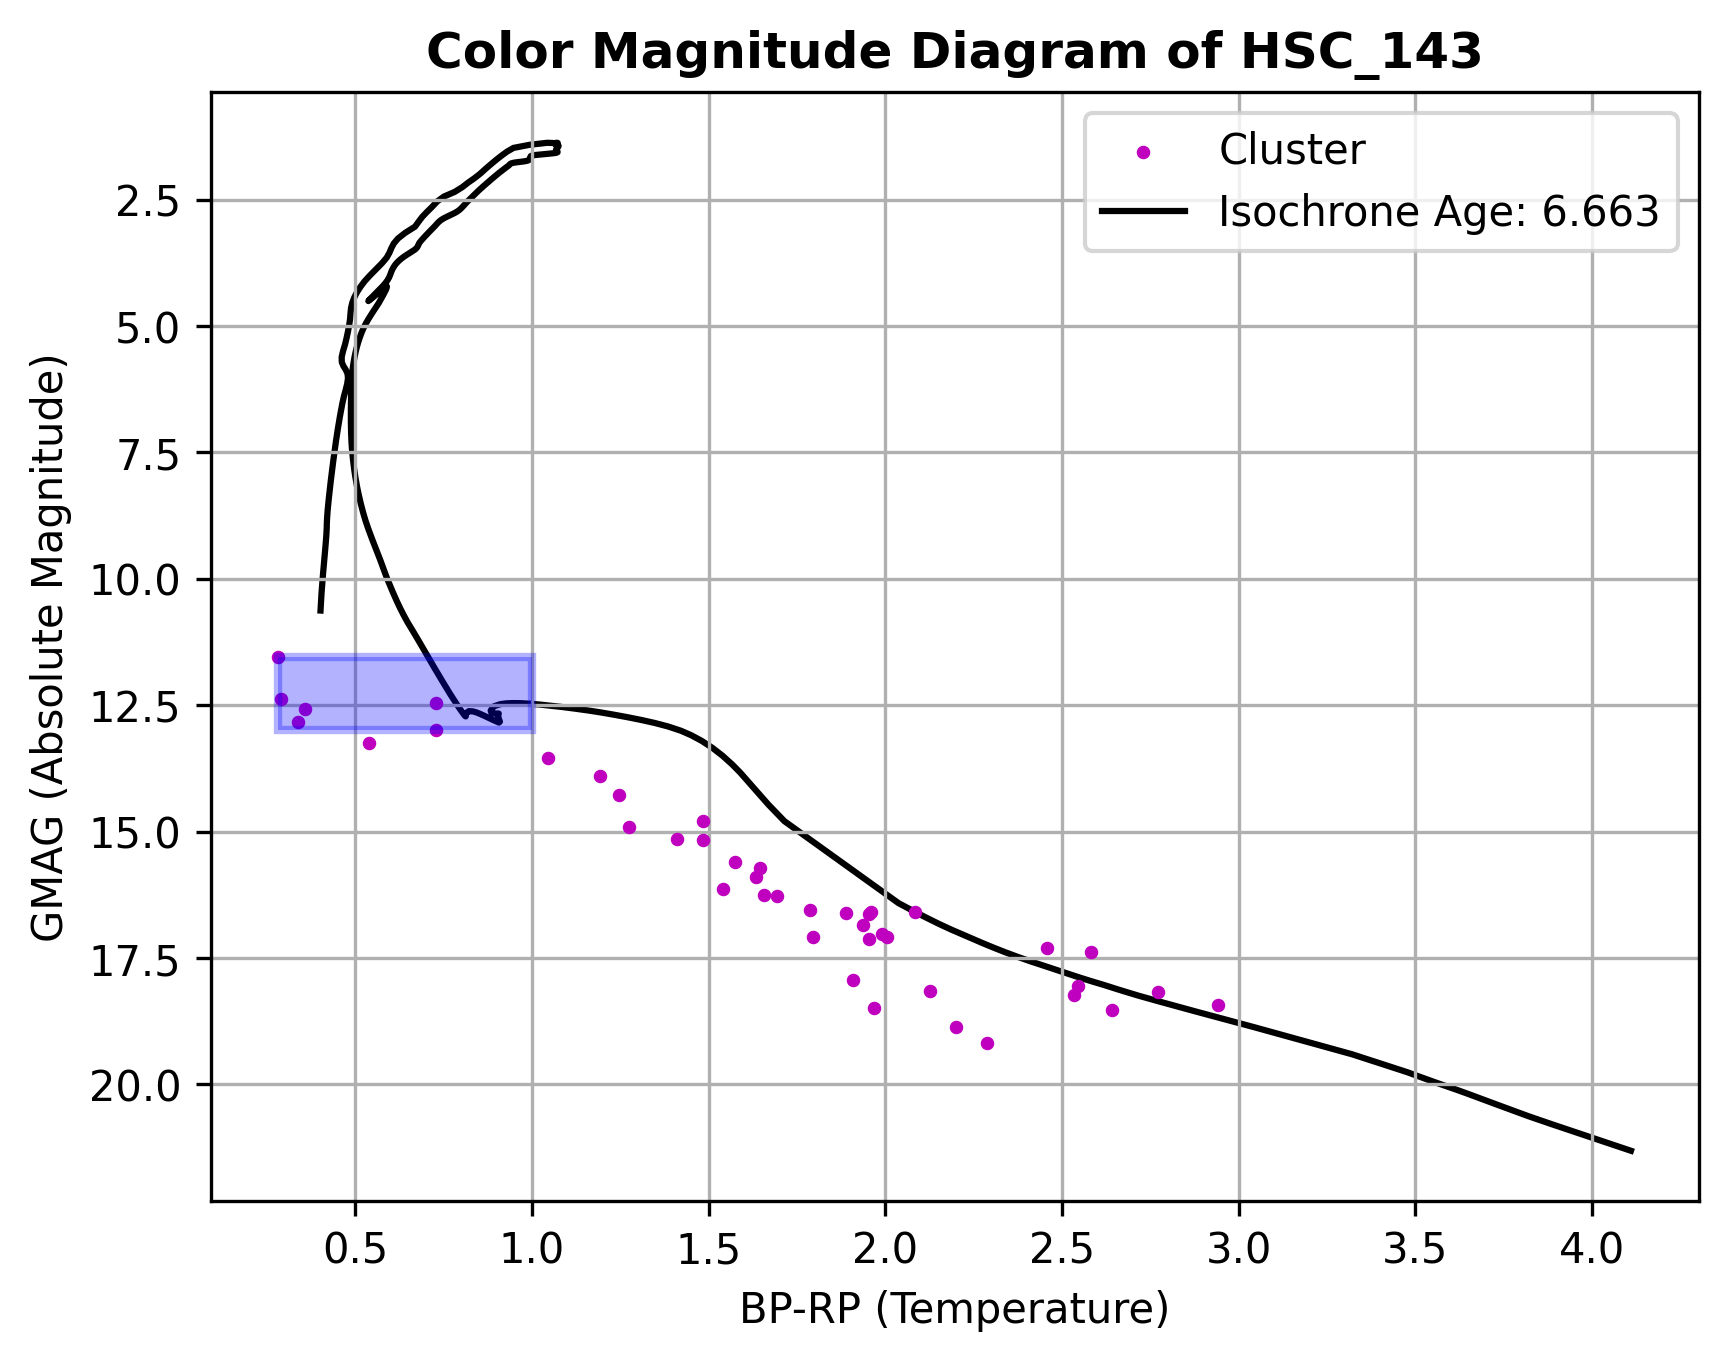 Color Magnitude Diagram of HSC_143
Cluster
Isochrone Age: 6.663
GMAG (Absolute Magnitude)
2.5
5.0
7.5
10.0
12.5
15.0
17.5
20.0
0.5 1.0 1.5 2.0 2.5 3.0 3.5 4.0
BP-RP (Temperature)